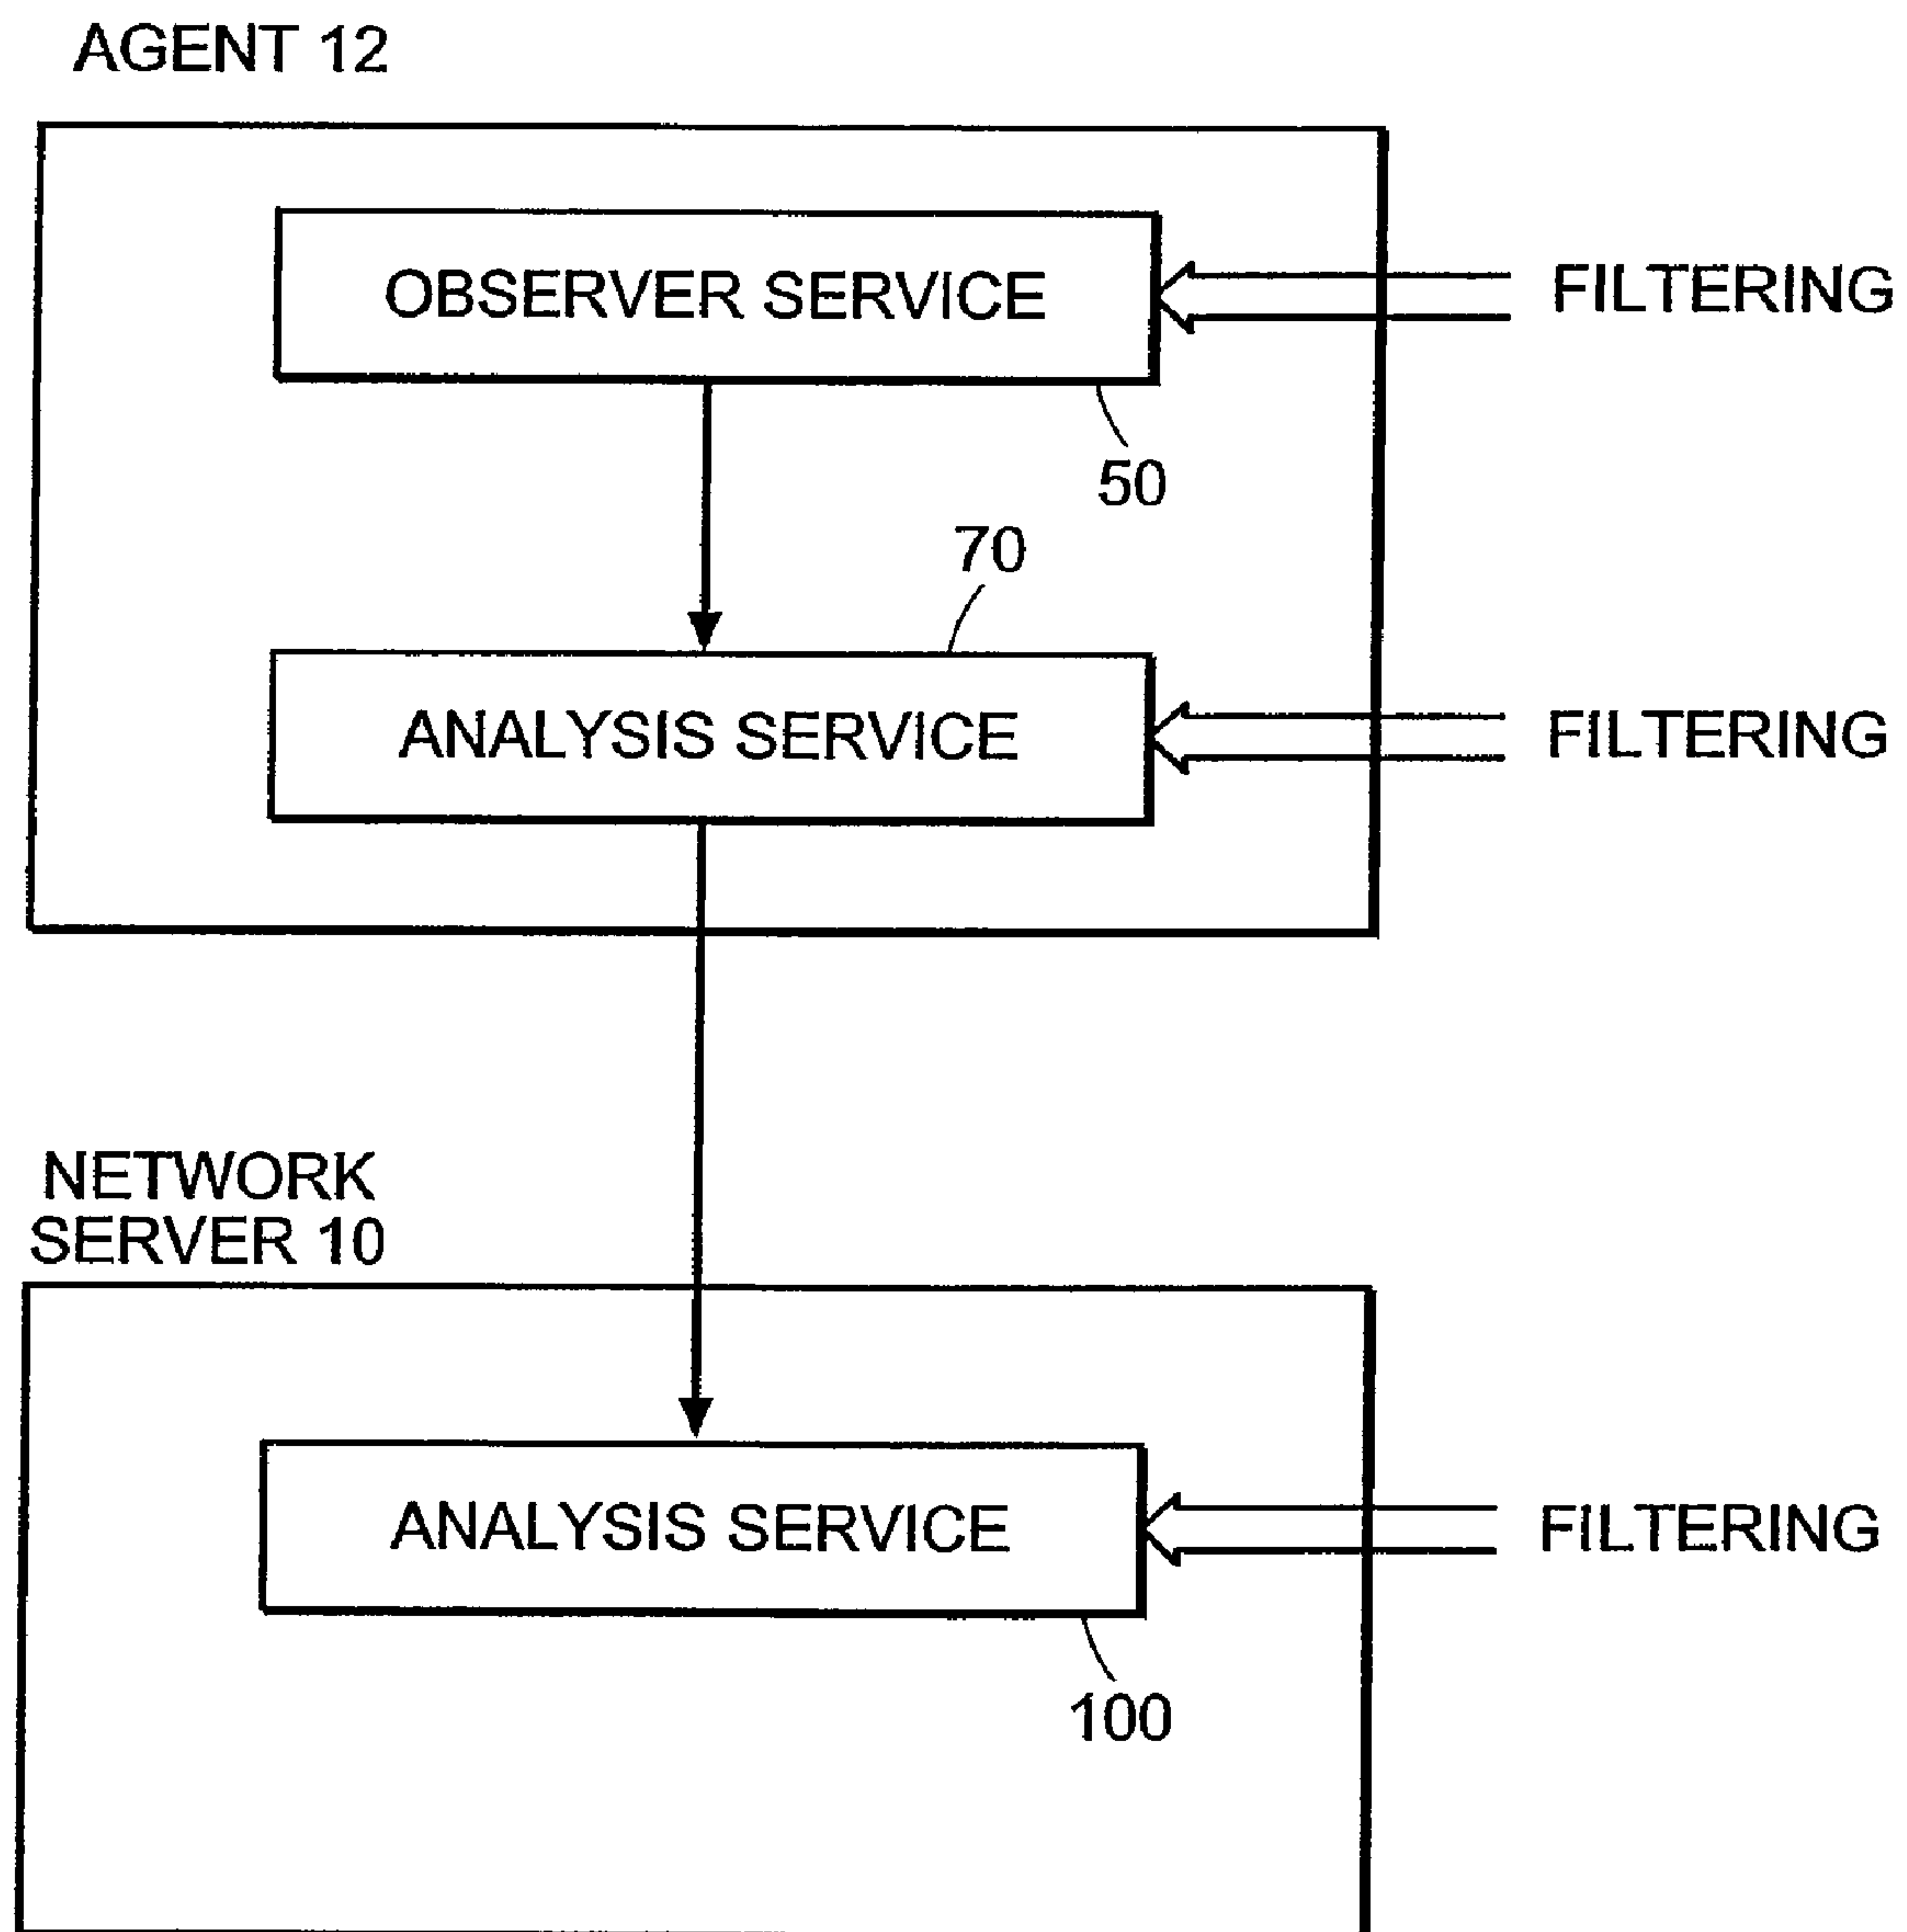 AGENT 12
OBSERVER SERVICE
FILTERING
50
70
ANALYSIS SERVICE
FILTERING
NETWORK
SERVER 10
ANALYSIS SERVICE
FILTERING
100